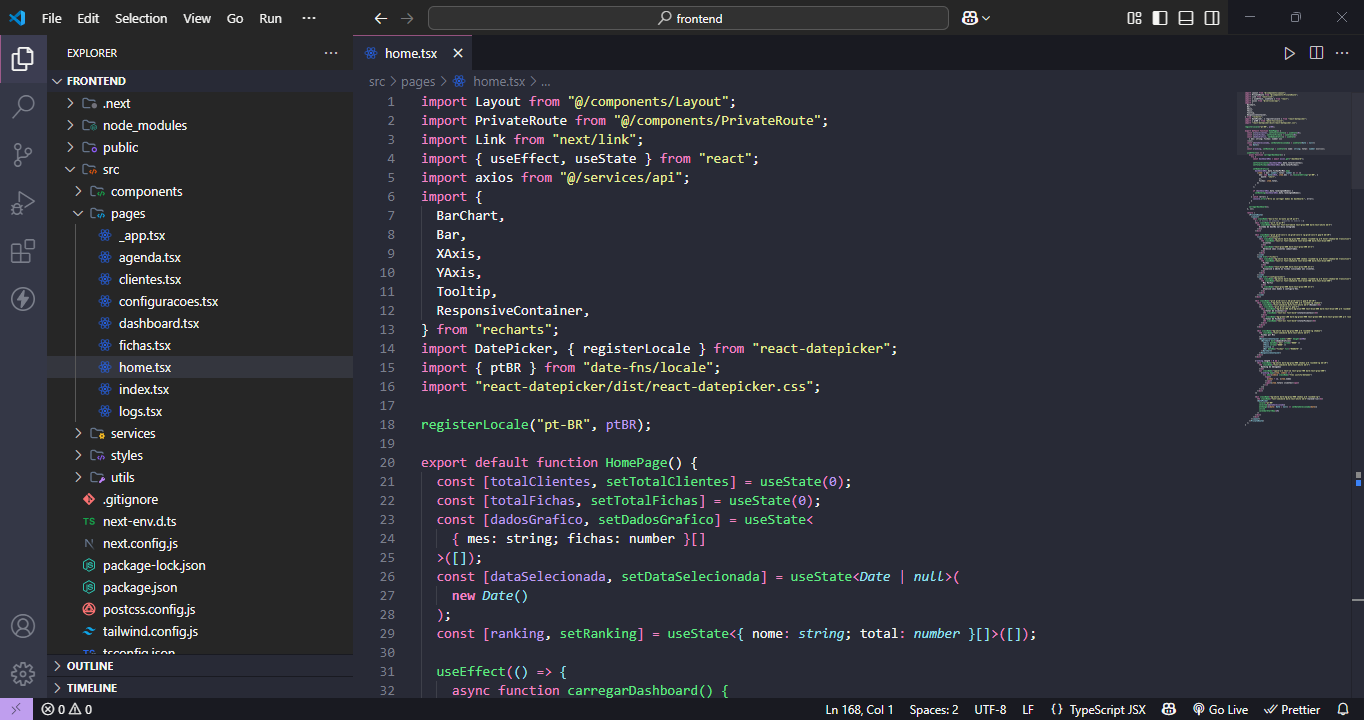 File Edit Selection View Go Run ···
frontend
EXPLORER
FRONTEND
.next
node_modules
public
src
components
pages
_app.tsx
agenda.tsx
clientes.tsx
configuracoes.tsx
dashboard.tsx
fichas.tsx
home.tsx
index.tsx
logs.tsx
services
styles
utils
.gitignore
TS next-env.d.ts
N next.config.js
package-lock.json
package.json
postcss.config.js
tailwind.config.js
TS tsconfig.json
OUTLINE
TIMELINE
home.tsx
src > pages > home.tsx > ...
1 import Layout from "@/components/Layout";
2 import PrivateRoute from "@/components/PrivateRoute";
3 import Link from "next/link";
4 import { useEffect, useState } from "react";
5 import axios from "@/services/api";
6 import {
7 BarChart,
8 Bar,
9 XAxis,
10 YAxis,
11 Tooltip,
12 ResponsiveContainer,
13 } from "recharts";
14 import DatePicker, { registerLocale } from "react-datepicker";
15 import { ptBR } from "date-fns/locale";
16 import "react-datepicker/dist/react-datepicker.css";
17
18 registerLocale("pt-BR", ptBR);
19
20 export default function HomePage() {
21 const [totalClientes, setTotalClientes] = useState(0);
22 const [totalFichas, setTotalFichas] = useState(0);
23 const [dadosGrafico, setDadosGrafico] = useState<
24 { mes: string; fichas: number }[]
25 >([]);
26 const [dataSelecionada, setDataSelecionada] = useState<Date | null>(
27 new Date()
28 );
29 const [ranking, setRanking] = useState<{ nome: string; total: number }[]>([]);
30
31 useEffect(() => {
32 async function carregarDashboard() {
0 0
Ln 168, Col 1 Spaces: 2 UTF-8 LF {} TypeScript JSX Go Live Prettier